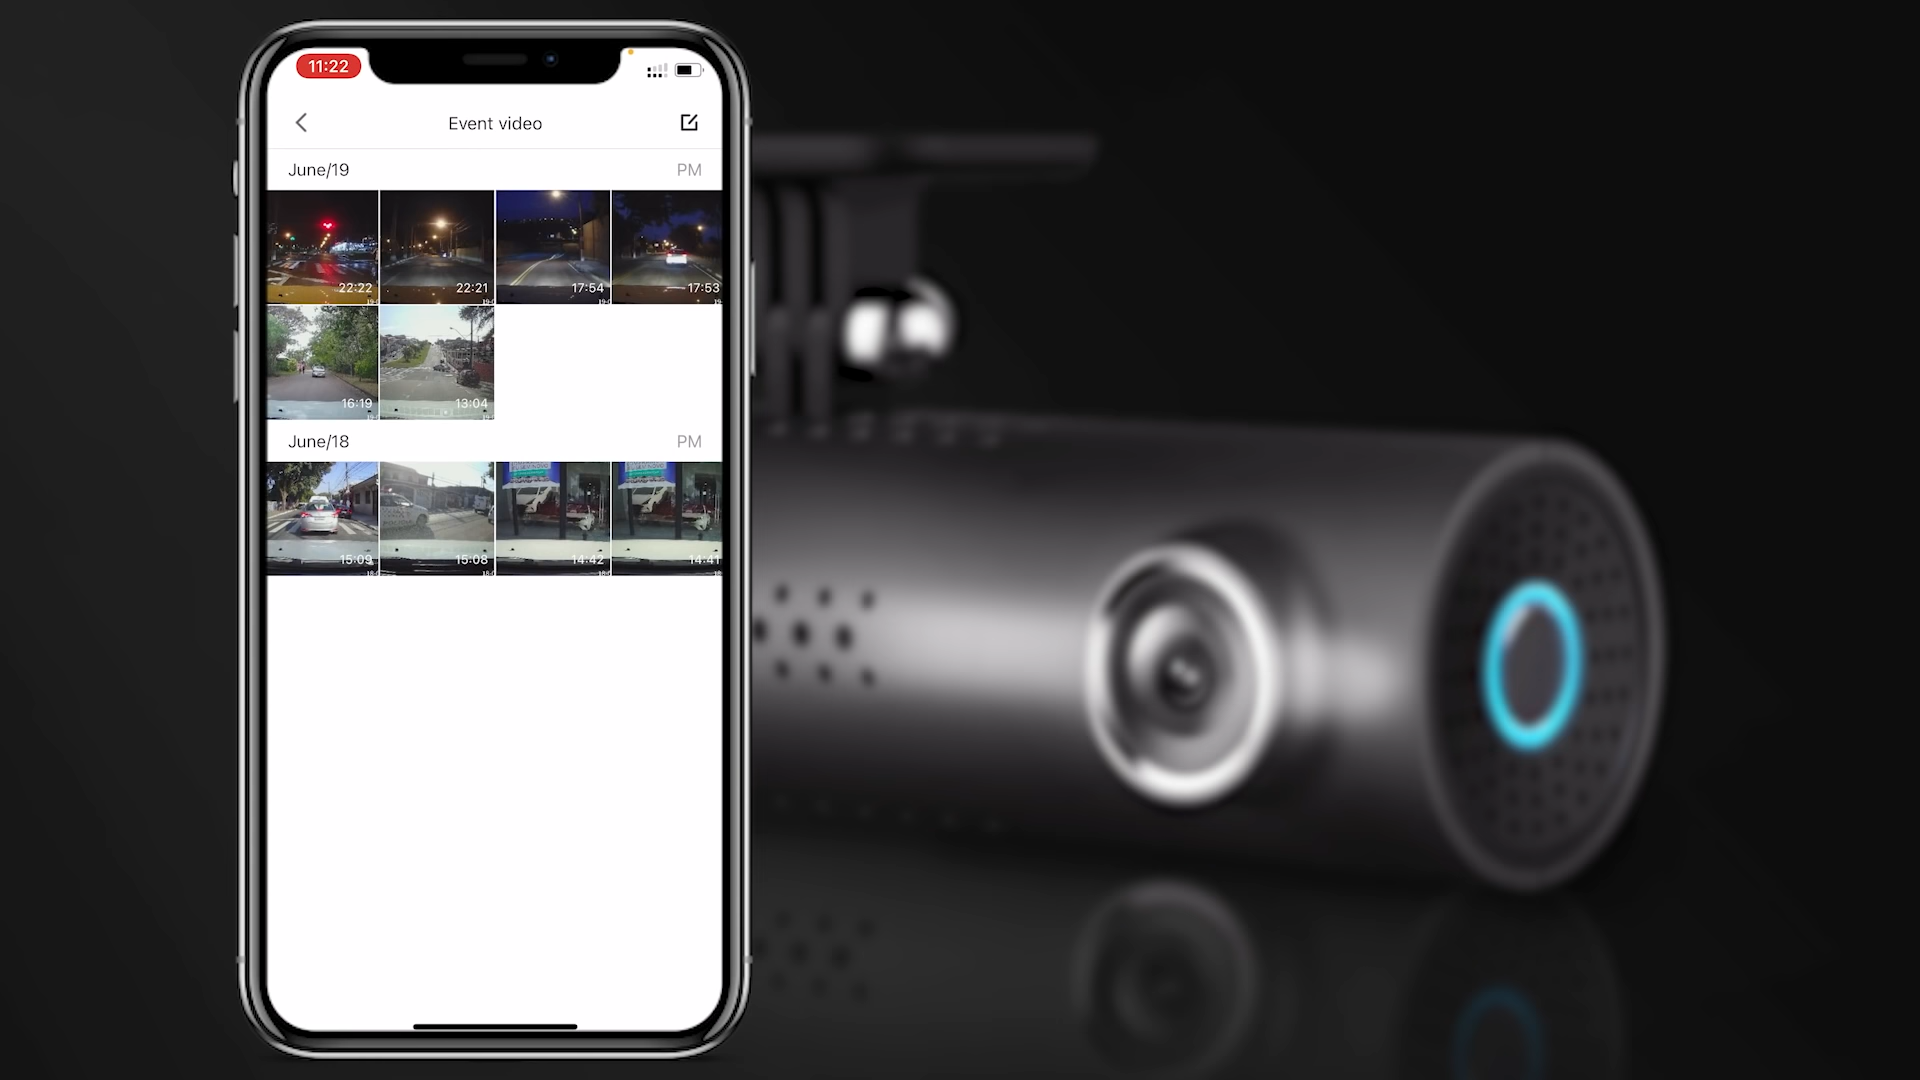 11:22
Event video
June/19 PM
22:22 22:21 17:54 17:53
16:19 13:04
June/18 PM
15:09 15:08 14:42 14:41